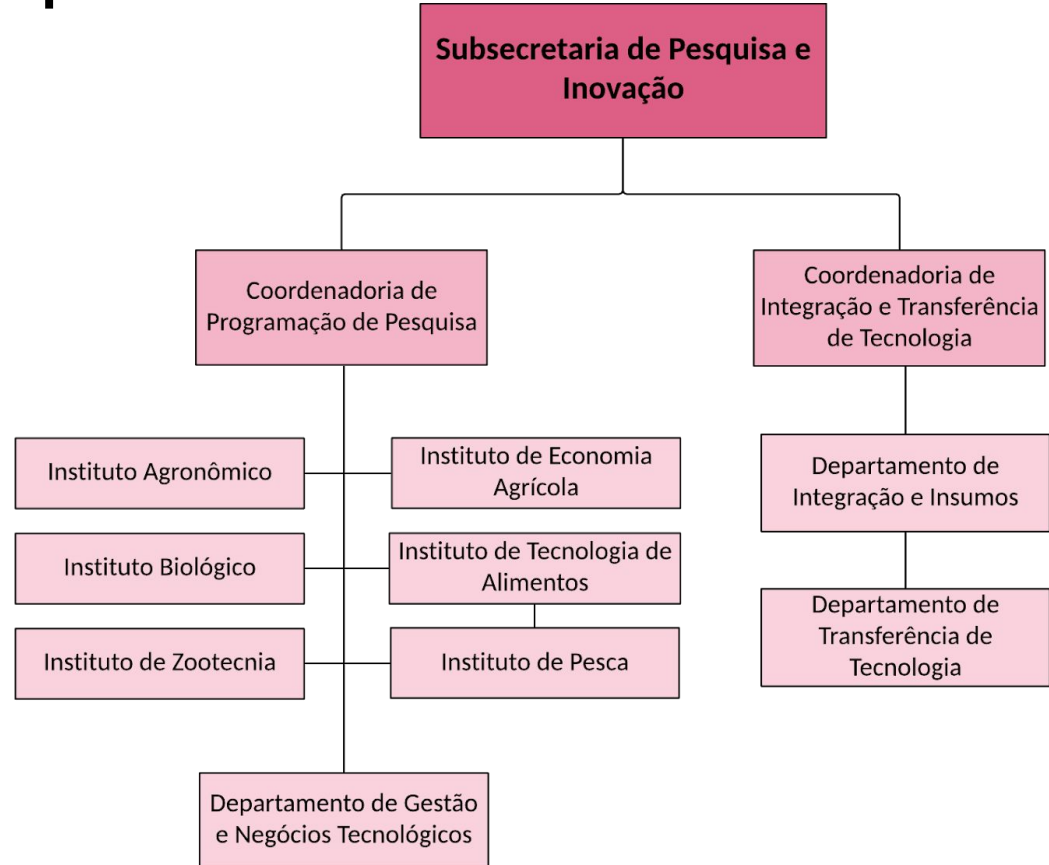 Subsecretaria de Pesquisa e
Inovação
Coordenadoria de
Programação de Pesquisa
Coordenadoria de
Integração e Transferência
de Tecnologia
Instituto Agronômico
Instituto de Economia
Agrícola
Departamento de
Integração e Insumos
Instituto Biológico
Instituto de Tecnologia de
Alimentos
Instituto de Zootecnia
Instituto de Pesca
Departamento de
Transferência de
Tecnologia
Departamento de Gestão
e Negócios Tecnológicos